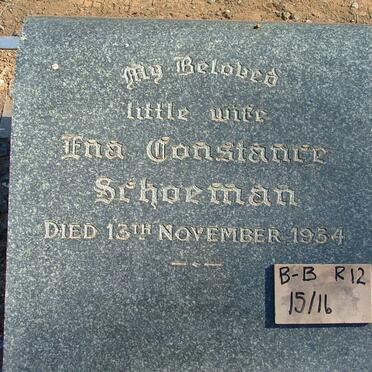 My Beloved
little wife
Ena Constance
Schoeman
DIED 13TH NOVEMBER 1954
B-B R12
15/16